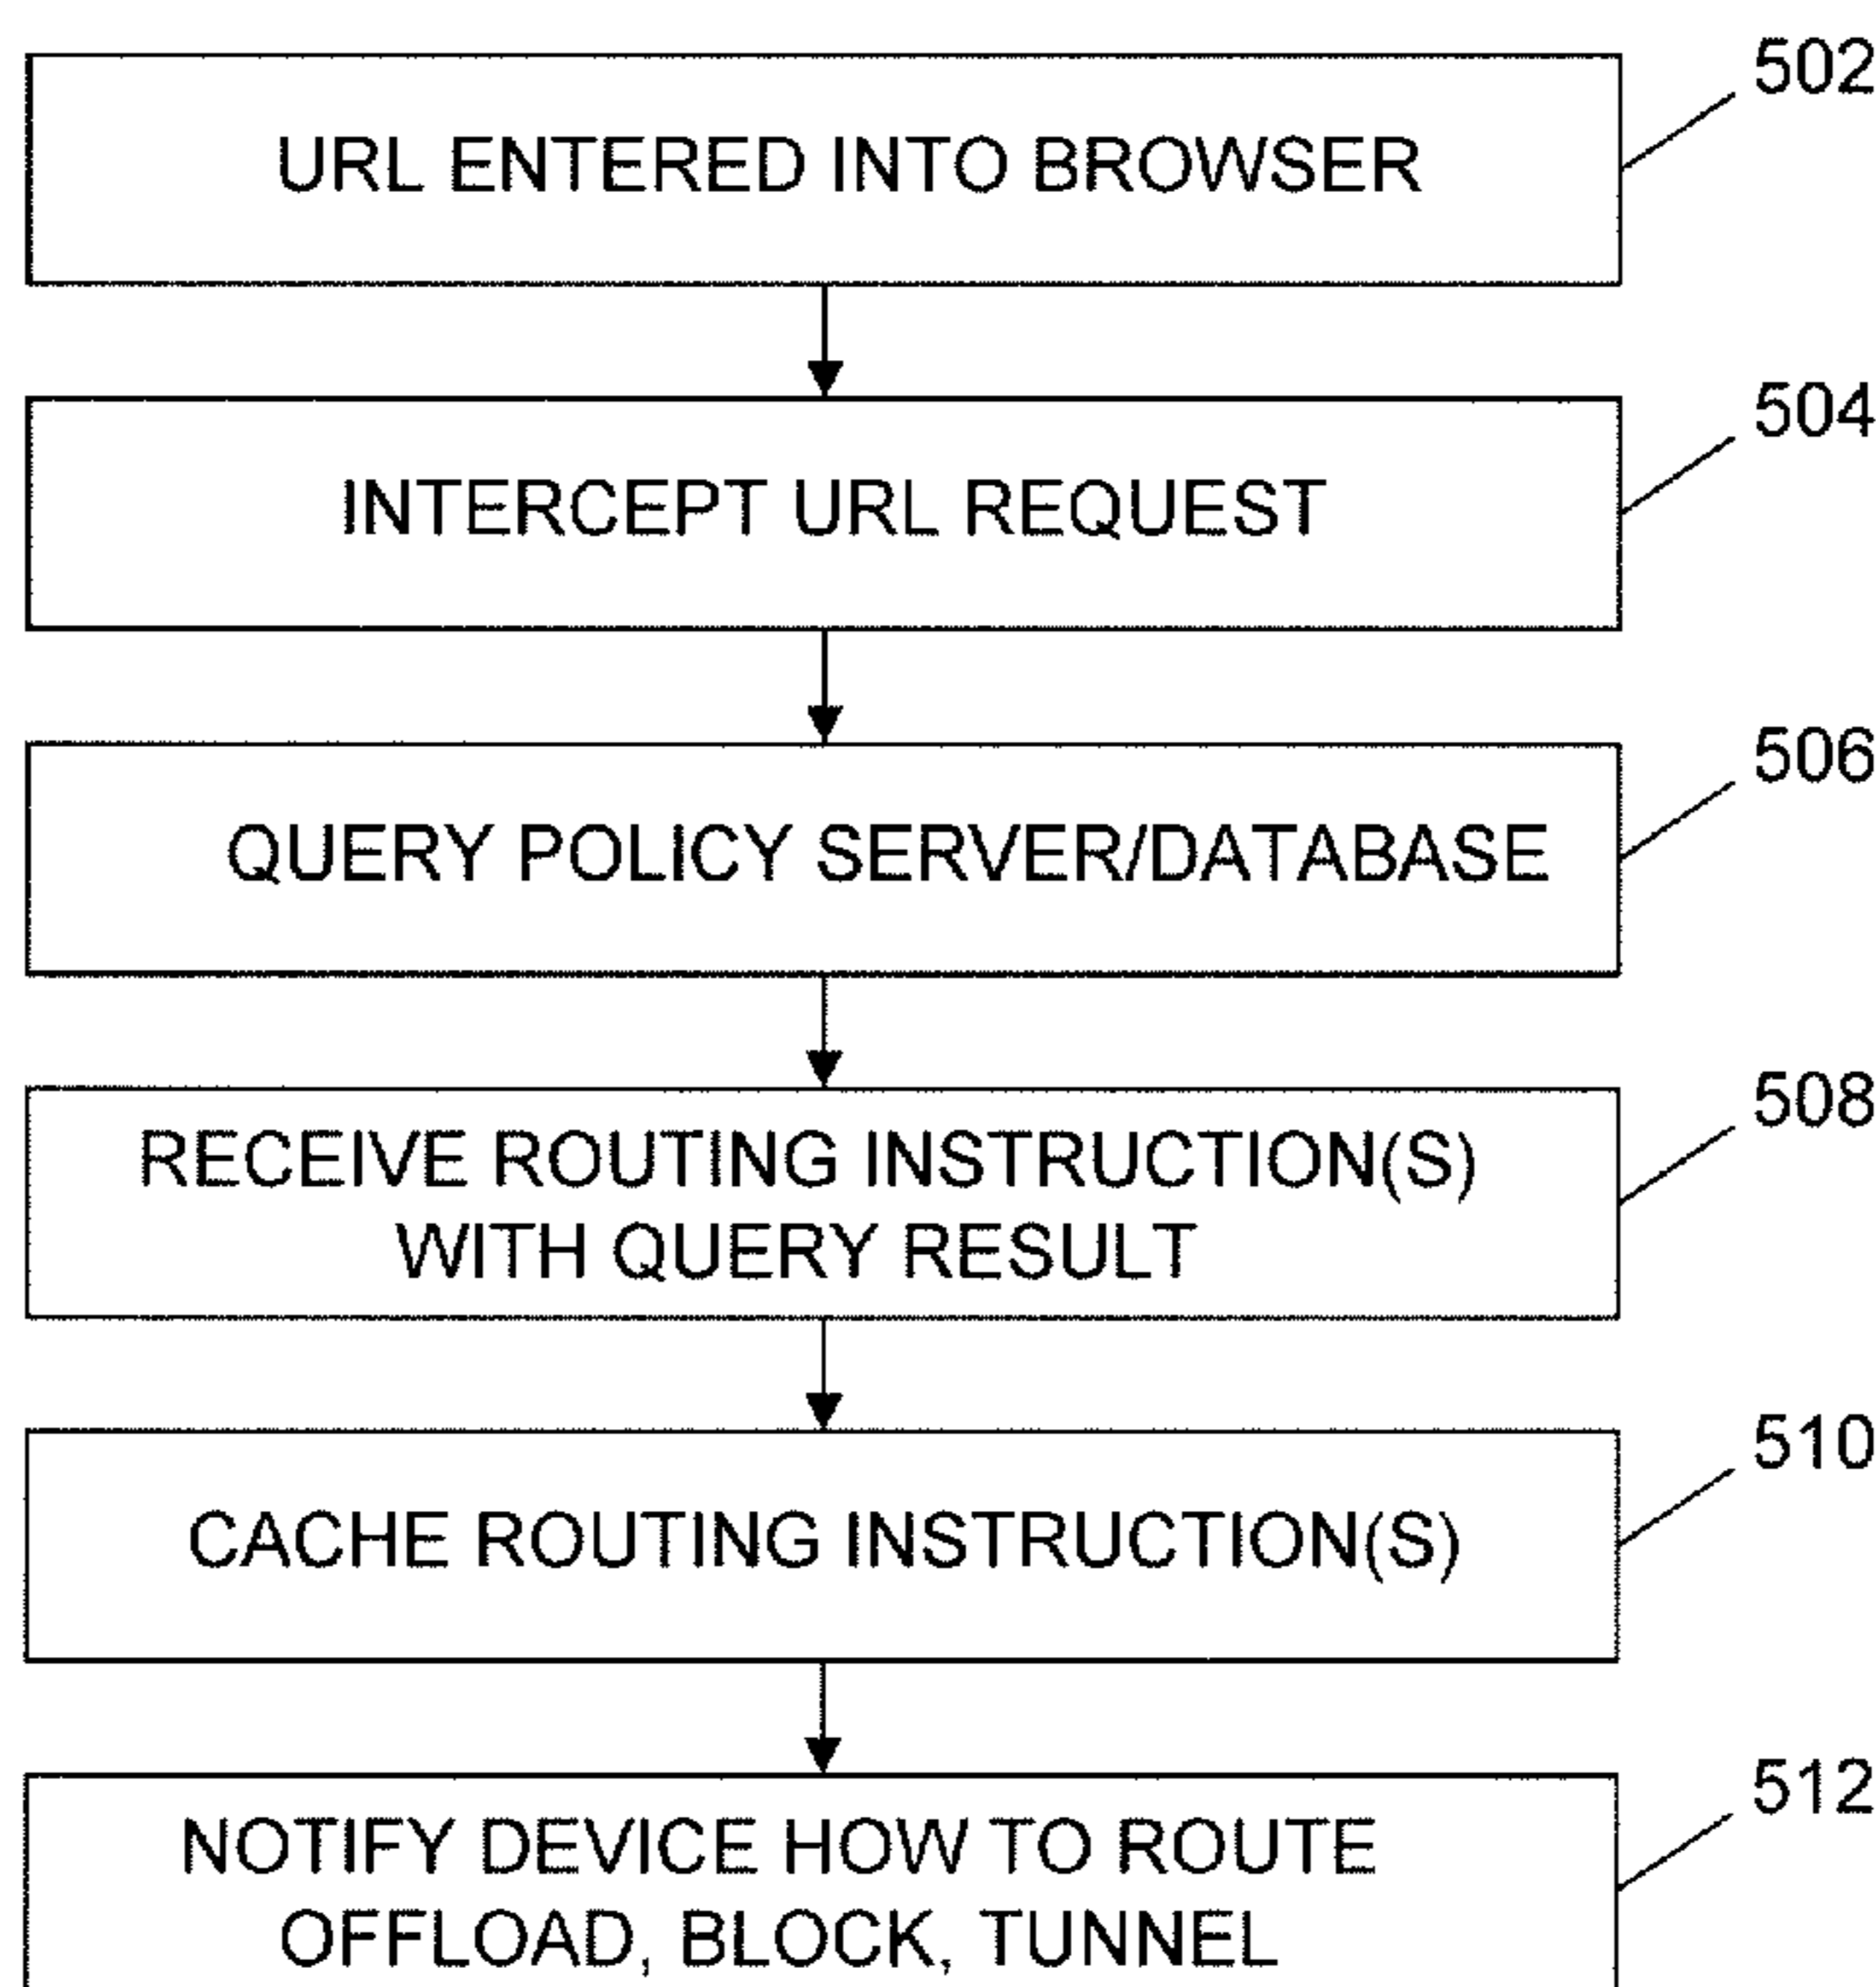 502
URL ENTERED INTO BROWSER
504
INTERCEPT URL REQUEST
506
QUERY POLICY SERVER/DATABASE
508
RECEIVE ROUTING INSTRUCTION(S)
WITH QUERY RESULT
510
CACHE ROUTING INSTRUCTION(S)
512
NOTIFY DEVICE HOW TO ROUTE
OFFLOAD, BLOCK, TUNNEL